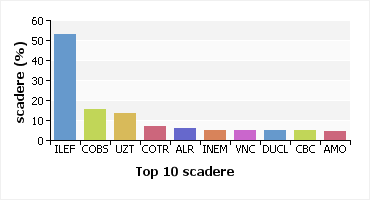 60
50
40
30
20
10
0
scadere (%)
ILEF COBS UZT COTR ALR INEM VNC DUCL CBC AMO
Top 10 scadere